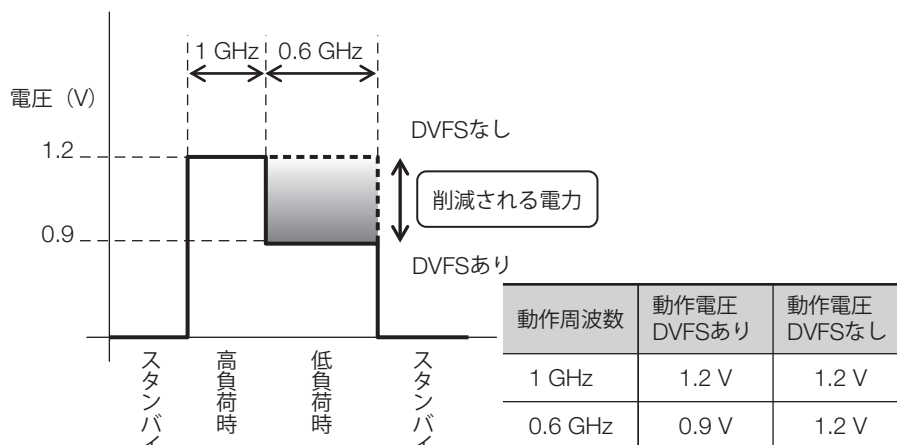 1 GHz 0.6 GHz
電圧（V）
DVFSなし
1.2
削減される電力
0.9
DVFSあり
スタンバイ
高負荷時
低負荷時
スタンバイ
動作周波数 動作電圧 DVFSあり 動作電圧 DVFSなし
1 GHz 1.2 V 1.2 V
0.6 GHz 0.9 V 1.2 V